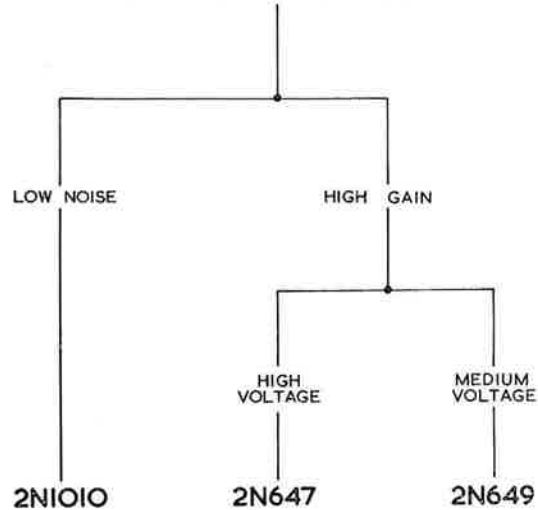 LOW NOISE
HIGH GAIN
HIGH
VOLTAGE
MEDIUM
VOLTAGE
2N1010
2N647
2N649